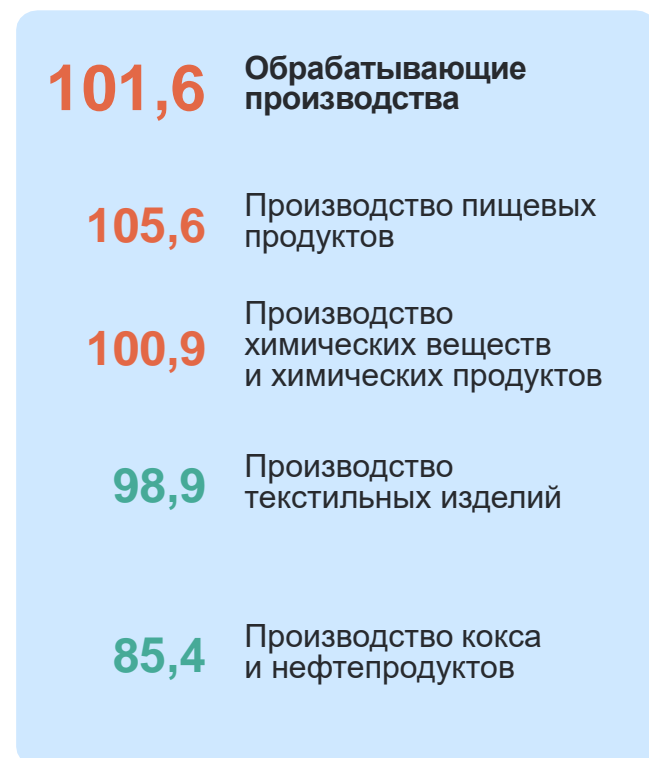 101,6 Обрабатывающие
производства
105,6 Производство пищевых
продуктов
100,9 Производство
химических веществ
и химических продуктов
98,9 Производство
текстильных изделий
85,4 Производство кокса
и нефтепродуктов